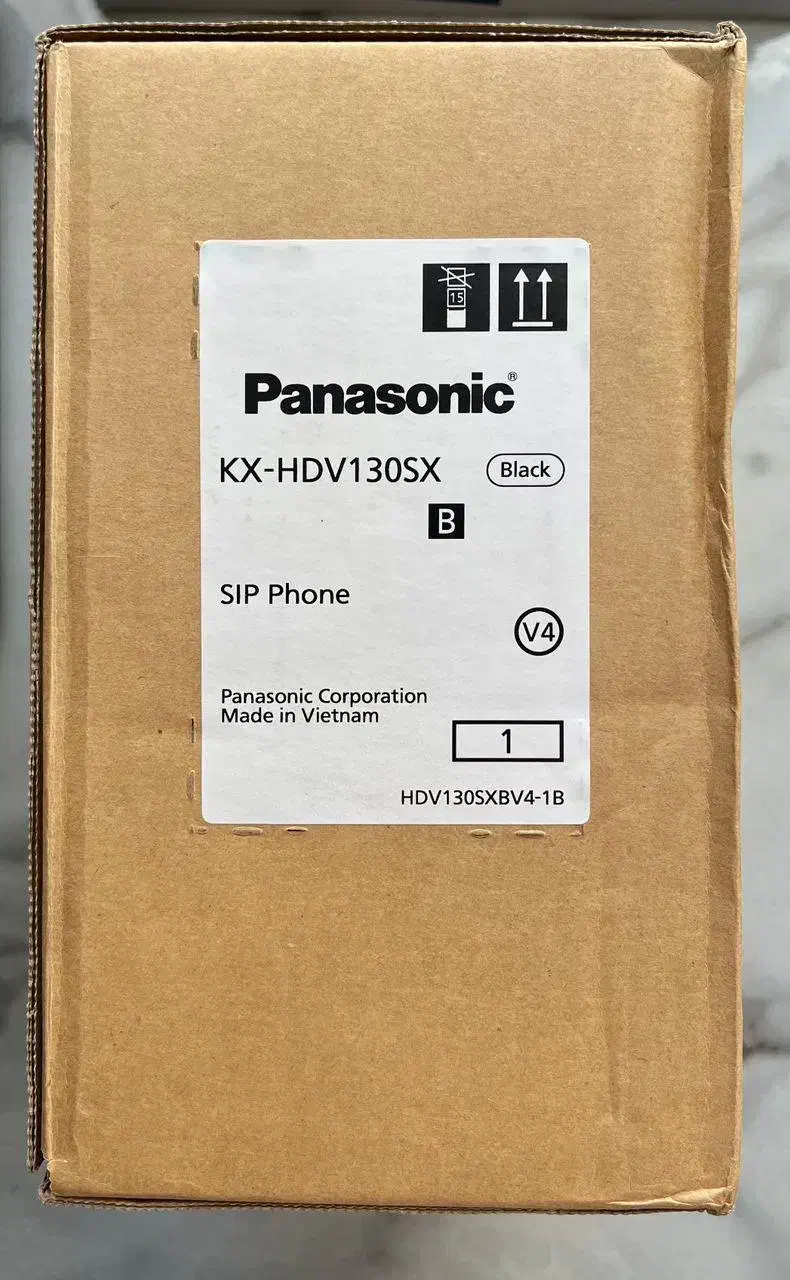 15
Panasonic®
KX-HDV130SX Black
B
SIP Phone
V4
Panasonic Corporation
Made in Vietnam
1
HDV130SXBV4-1B